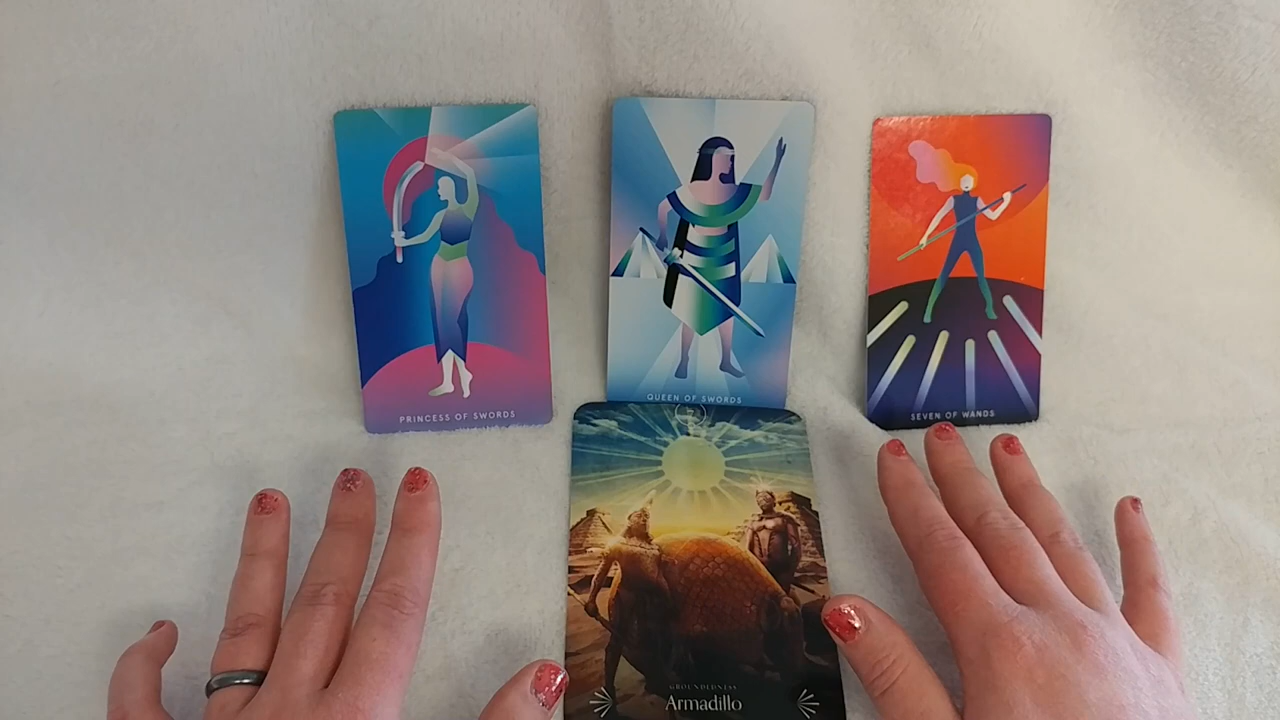 PRINCESS OF SWORDS
QUEEN OF SWORDS
SEVEN OF WANDS
GROUNDEDNESS
Armadillo